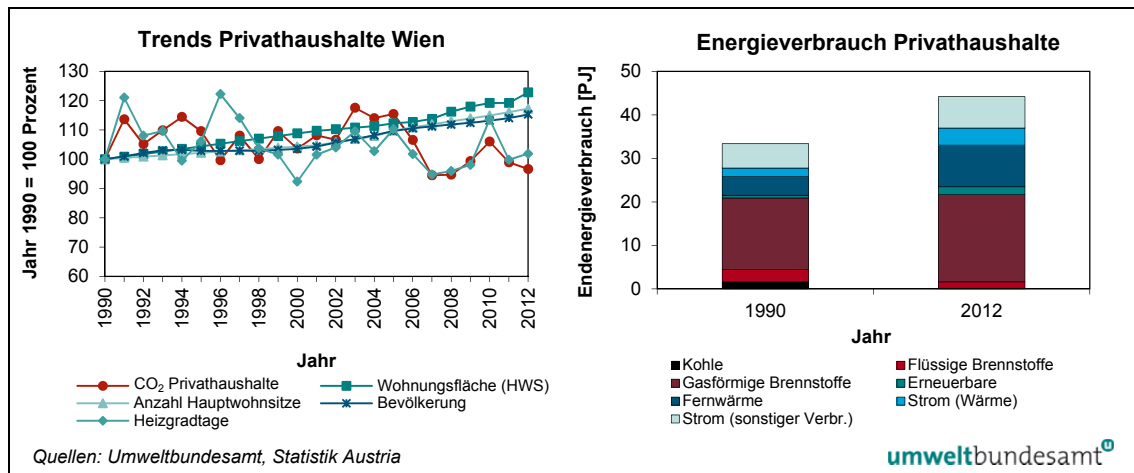 Trends Privathaushalte Wien
Jahr 1990 = 100 Prozent
130
120
110
100
90
80
70
60
1990
1992
1994
1996
1998
2000
2002
2004
2006
2008
2010
2012
Jahr
CO₂ Privathaushalte
Wohnungsfläche (HWS)
Anzahl Hauptwohnsitze
Bevölkerung
Heizgradtage
Energieverbrauch Privathaushalte
Endenergieverbrauch [PJ]
50
40
30
20
10
0
1990
2012
Jahr
Kohle
Flüssige Brennstoffe
Gasförmige Brennstoffe
Erneuerbare
Fernwärme
Strom (Wärme)
Strom (sonstiger Verbr.)
Quellen: Umweltbundesamt, Statistik Austria
umweltbundesamt